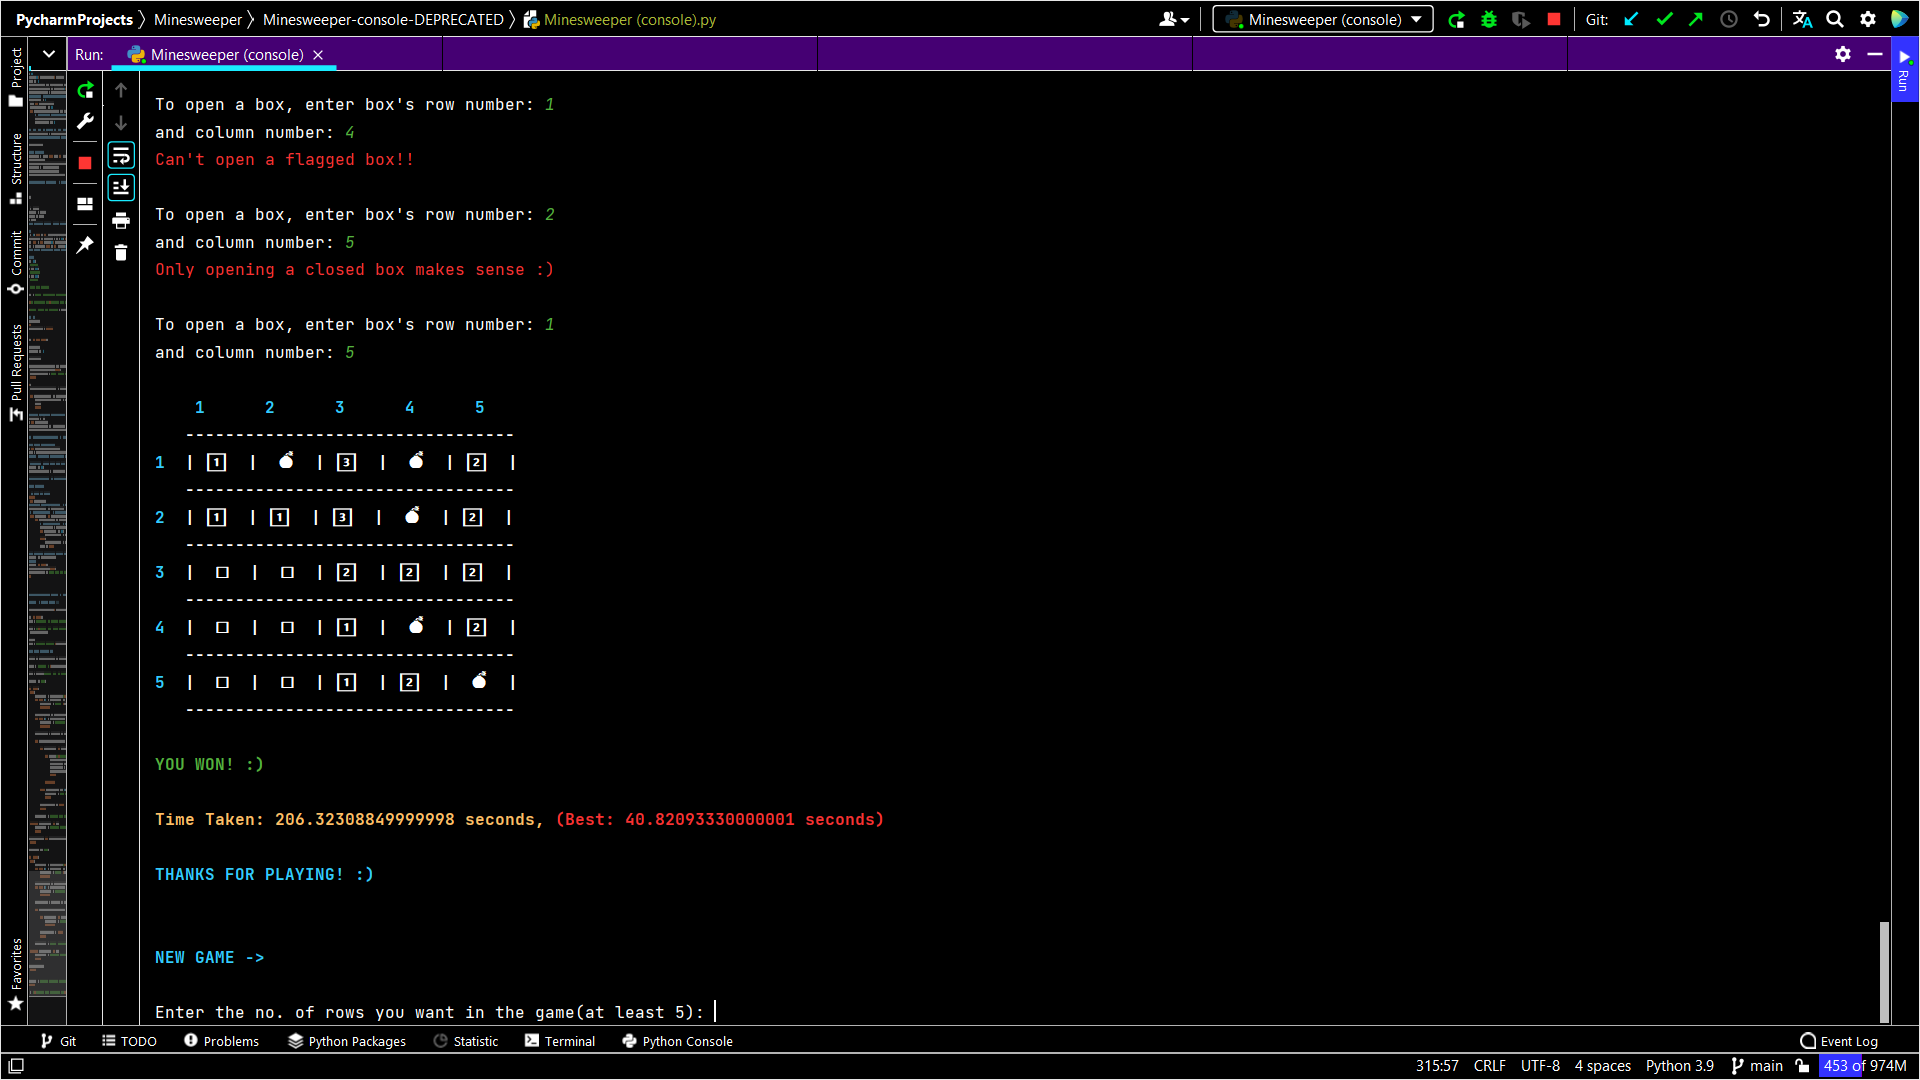 PycharmProjects Minesweeper Minesweeper-console-DEPRECATED Minesweeper (console).py Minesweeper (console) Git:
Run: Minesweeper (console)
Project
Structure
Commit
Pull Requests
Favorites
Run
To open a box, enter box's row number: 1
and column number: 4
Can't open a flagged box!!
To open a box, enter box's row number: 2
and column number: 5
Only opening a closed box makes sense :)
To open a box, enter box's row number: 1
and column number: 5
1 2 3 4 5
---------------------------------
1 | 1 | 💣 | 3 | 💣 | 2 |
---------------------------------
2 | 1 | 1 | 3 | 💣 | 2 |
---------------------------------
3 | □ | □ | 2 | 2 | 2 |
---------------------------------
4 | □ | □ | 1 | 💣 | 2 |
---------------------------------
5 | □ | □ | 1 | 2 | 💣 |
---------------------------------
YOU WON! :)
Time Taken: 206.32308849999998 seconds, (Best: 40.82093330000001 seconds)
THANKS FOR PLAYING! :)
NEW GAME ->
Enter the no. of rows you want in the game(at least 5):
Git TODO Problems Python Packages Statistic Terminal Python Console Event Log
315:57 CRLF UTF-8 4 spaces Python 3.9 main 453 of 974M